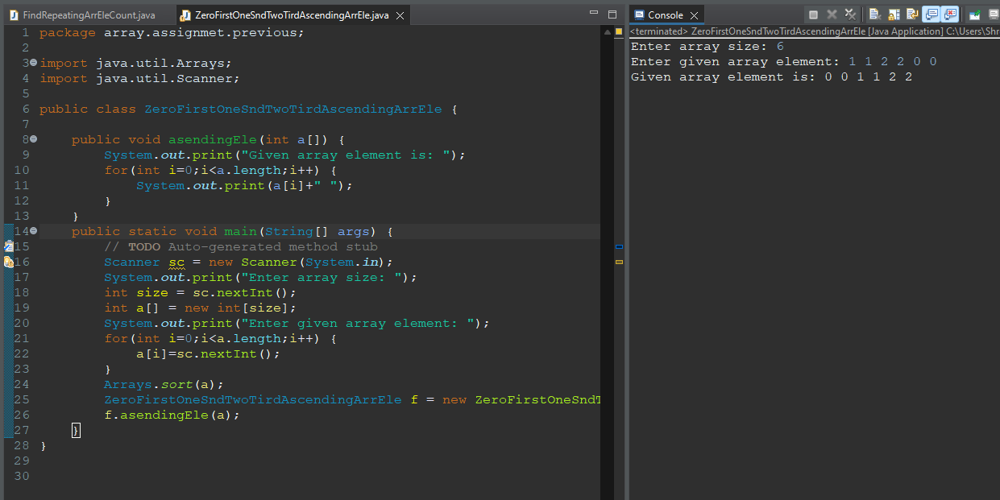 FindRepeatingArrEleCount.java
ZeroFirstOneSndTwoTirdAscendingArrEle.java
1 package array.assignmet.previous;
2
3 import java.util.Arrays;
4 import java.util.Scanner;
5
6 public class ZeroFirstOneSndTwoTirdAscendingArrEle {
7
8 public void asendingEle(int a[]) {
9 System.out.print("Given array element is: ");
10 for(int i=0;i<a.length;i++) {
11 System.out.print(a[i]+" ");
12 }
13 }
14 public static void main(String[] args) {
15 // TODO Auto-generated method stub
16 Scanner sc = new Scanner(System.in);
17 System.out.print("Enter array size: ");
18 int size = sc.nextInt();
19 int a[] = new int[size];
20 System.out.print("Enter given array element: ");
21 for(int i=0;i<a.length;i++) {
22 a[i]=sc.nextInt();
23 }
24 Arrays.sort(a);
25 ZeroFirstOneSndTwoTirdAscendingArrEle f = new ZeroFirstOneSndT
26 f.asendingEle(a);
27 }
28 }
29
30
Console
<terminated> ZeroFirstOneSndTwoTirdAscendingArrEle [Java Application] C:\Users\Shr
Enter array size: 6
Enter given array element: 1 1 2 2 0 0
Given array element is: 0 0 1 1 2 2